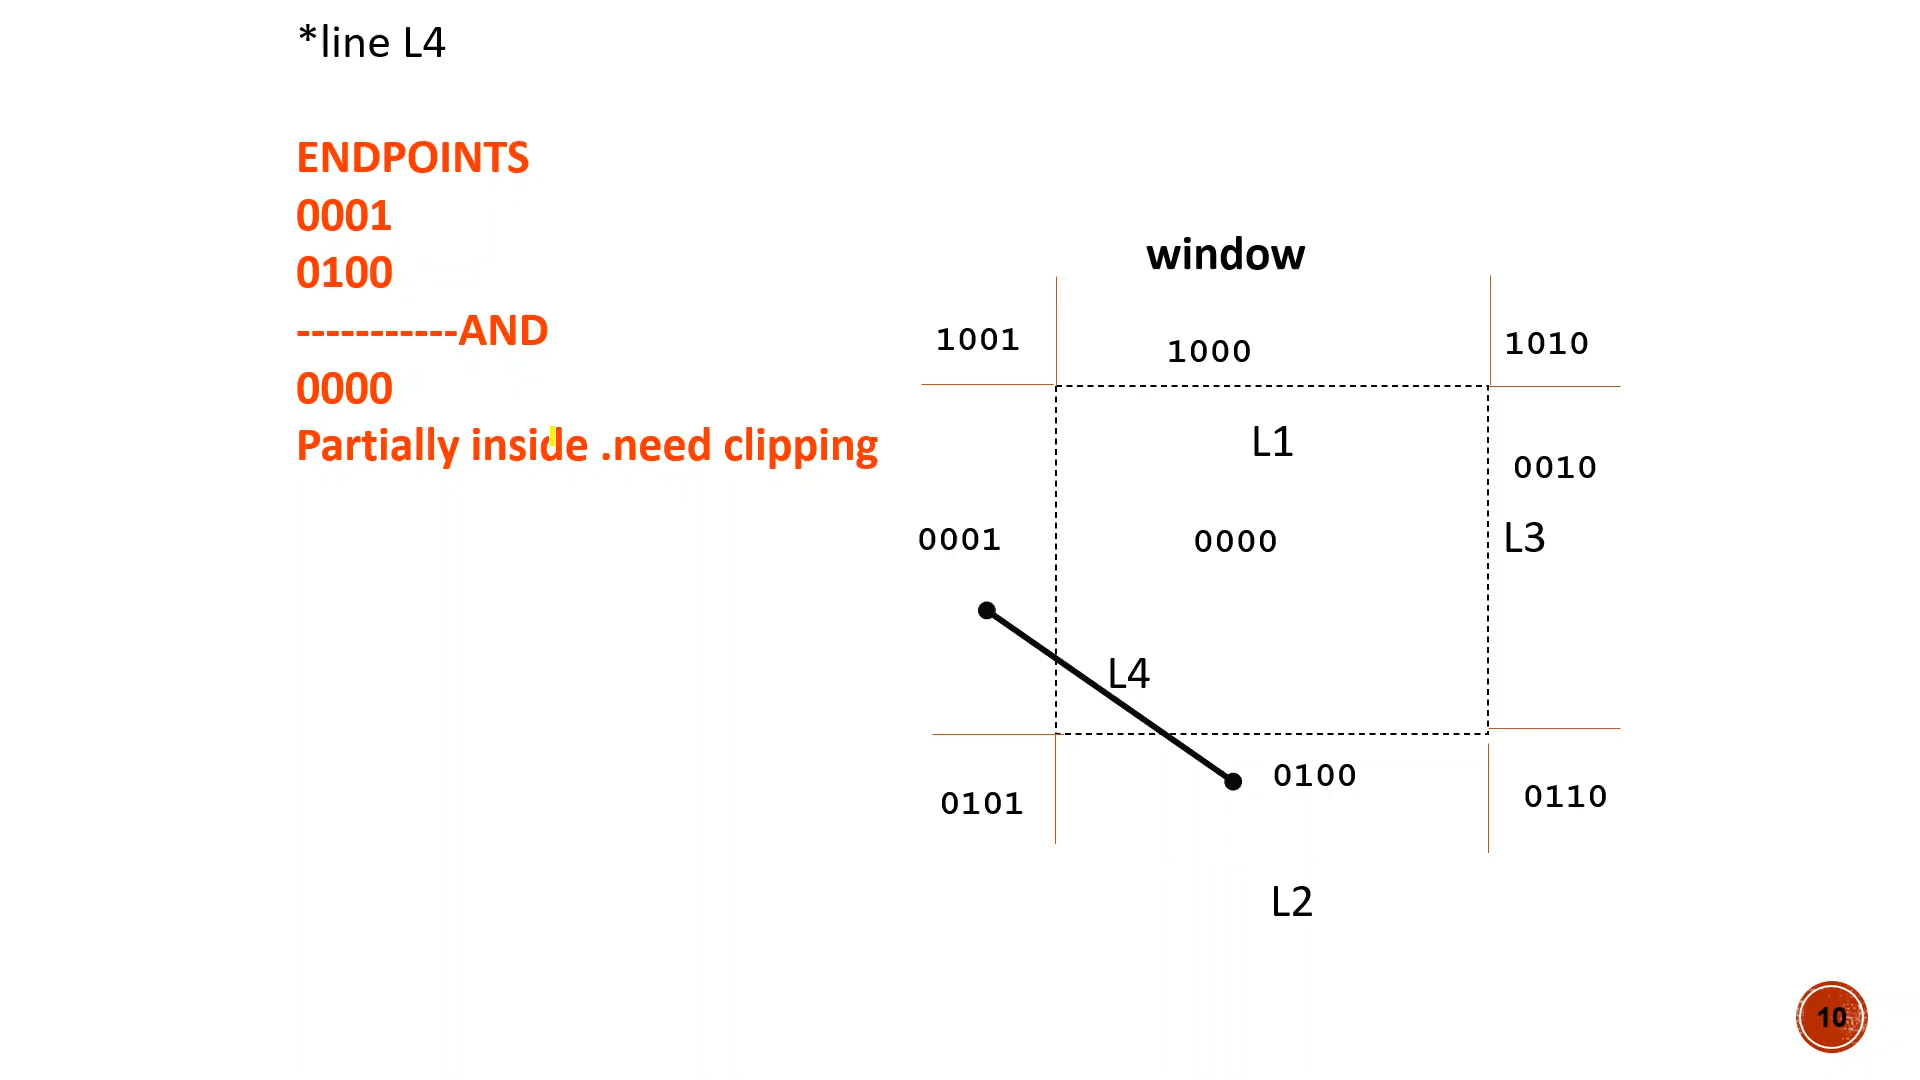 *line L4
ENDPOINTS
0001
0100
-----------AND
0000
Partially inside .need clipping
window
1001
1000
1010
L1
0010
0001
0000
L3
L4
0100
0101
0110
L2
10